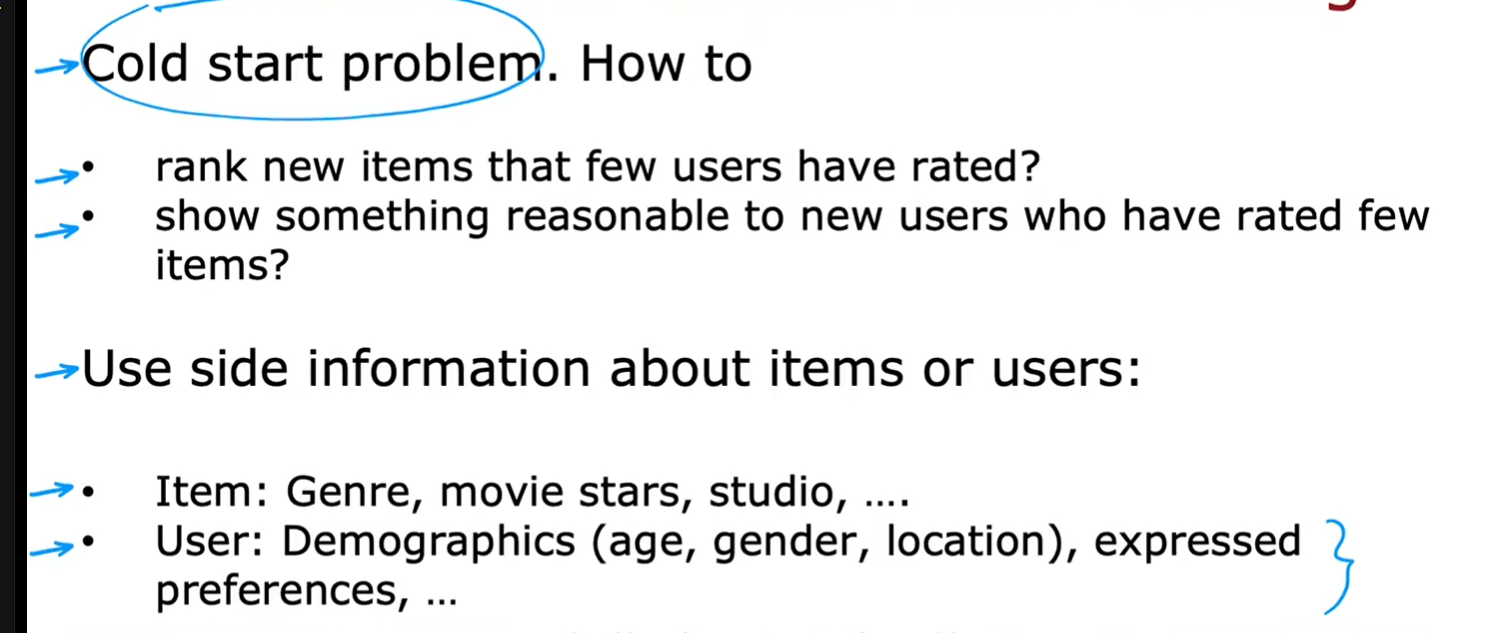 Cold start problem. How to
• rank new items that few users have rated?
• show something reasonable to new users who have rated few
items?
Use side information about items or users:
• Item: Genre, movie stars, studio, ....
• User: Demographics (age, gender, location), expressed
preferences, ...